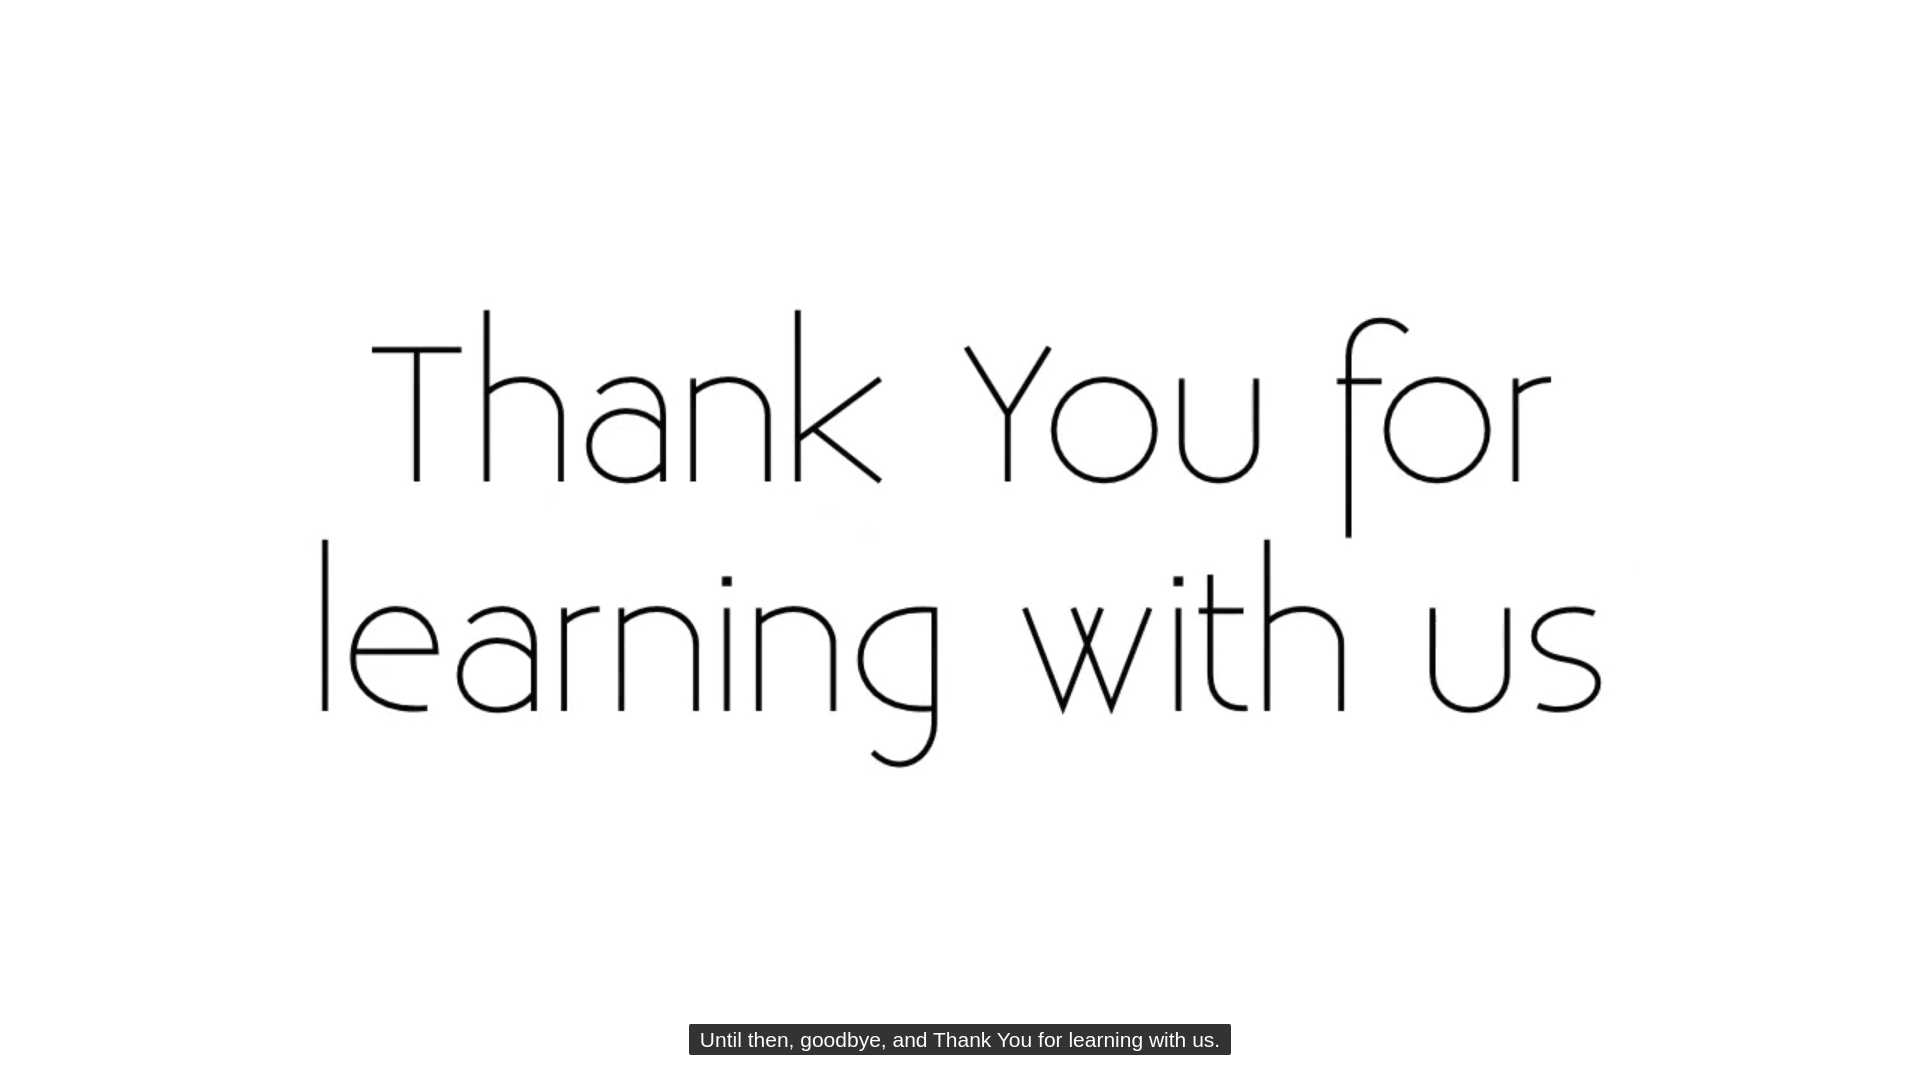 Thank You for
learning with us
Until then, goodbye, and Thank You for learning with us.